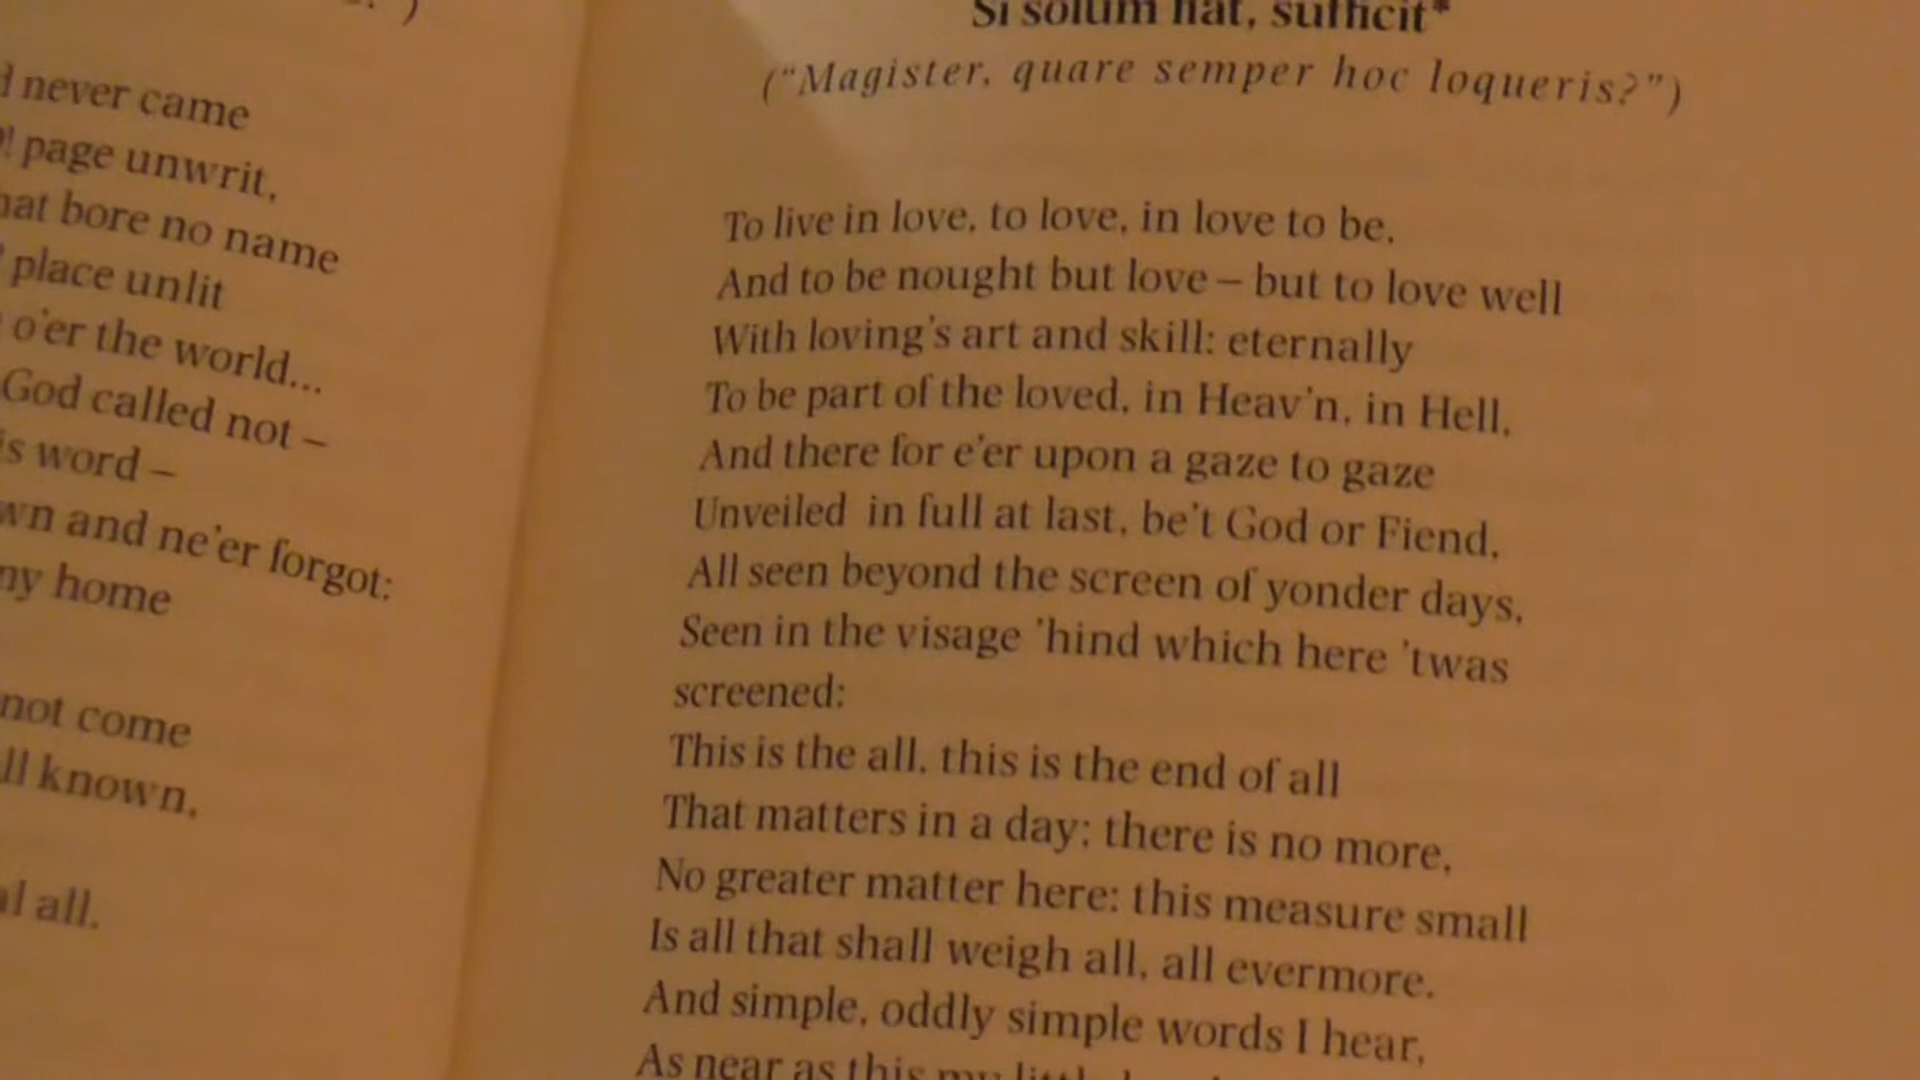 never came
page unwrit,
bore no name
place unlit
o'er the world...
God called not –
word –
and ne'er forgot:
home
not come
known,
all.
Si solum fiat, sufficit*
("Magister, quare semper hoc loqueris?")
To live in love, to love, in love to be,
And to be nought but love – but to love well
With loving's art and skill: eternally
To be part of the loved, in Heav'n, in Hell,
And there for e'er upon a gaze to gaze
Unveiled in full at last, be't God or Fiend,
All seen beyond the screen of yonder days,
Seen in the visage 'hind which here 'twas
screened:
This is the all, this is the end of all
That matters in a day; there is no more,
No greater matter here: this measure small
Is all that shall weigh all, all evermore.
And simple, oddly simple words I hear,
As near as this my